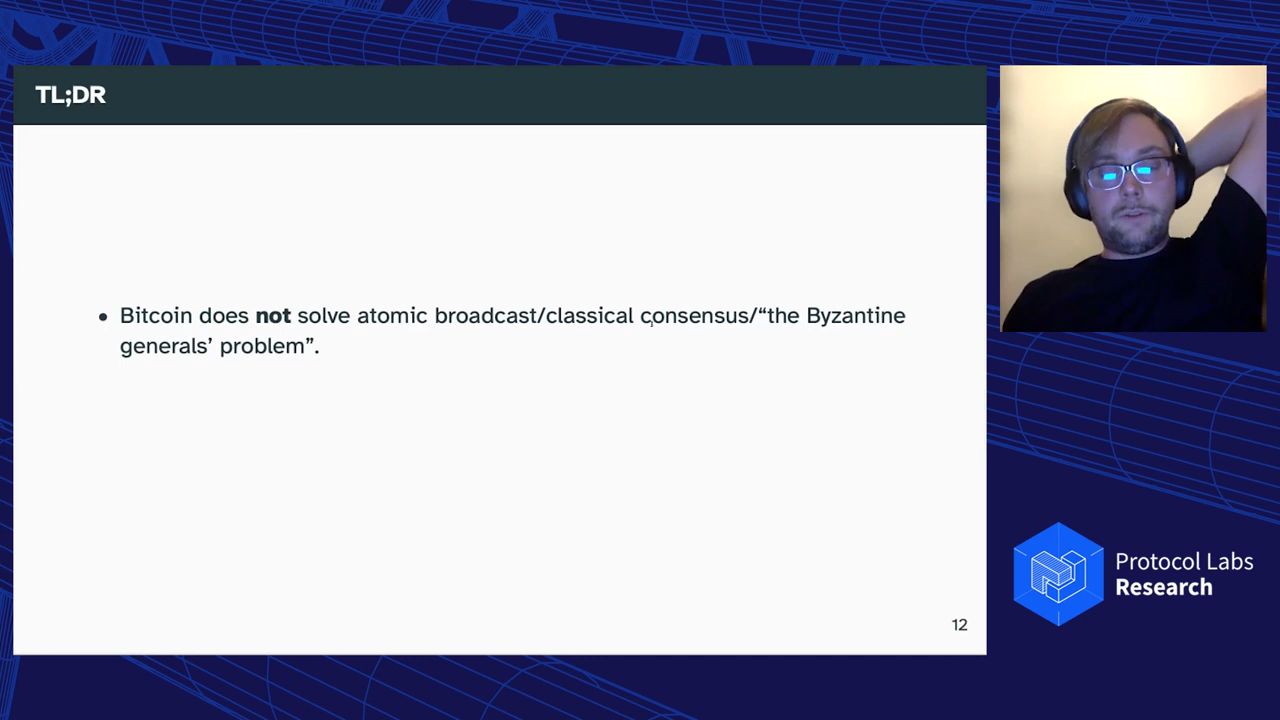 TL;DR
• Bitcoin does not solve atomic broadcast/classical consensus/“the Byzantine
generals’ problem”.
12
Protocol Labs
Research